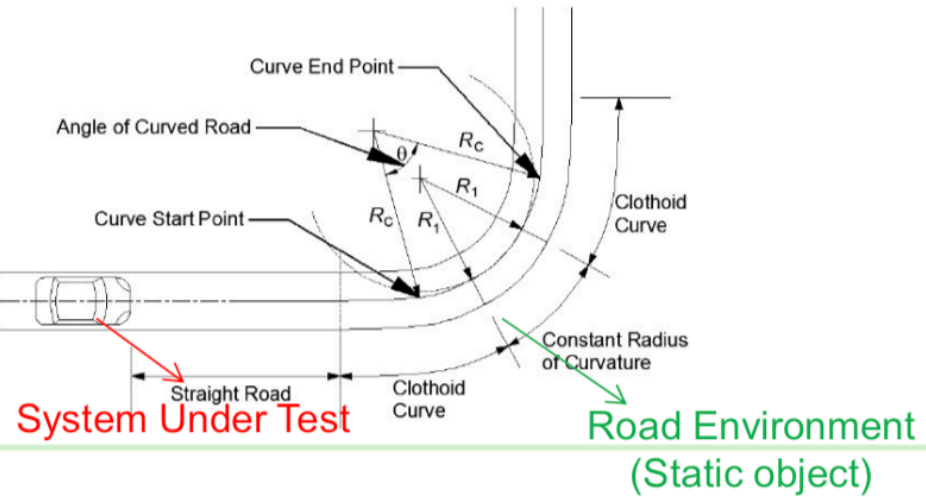 Curve End Point
Angle of Curved Road
θ
Rc
R1
Clothoid
Curve
Curve Start Point
Rc
R1
Constant Radius
of Curvature
Straight Road
Clothoid
Curve
System Under Test
Road Environment
(Static object)